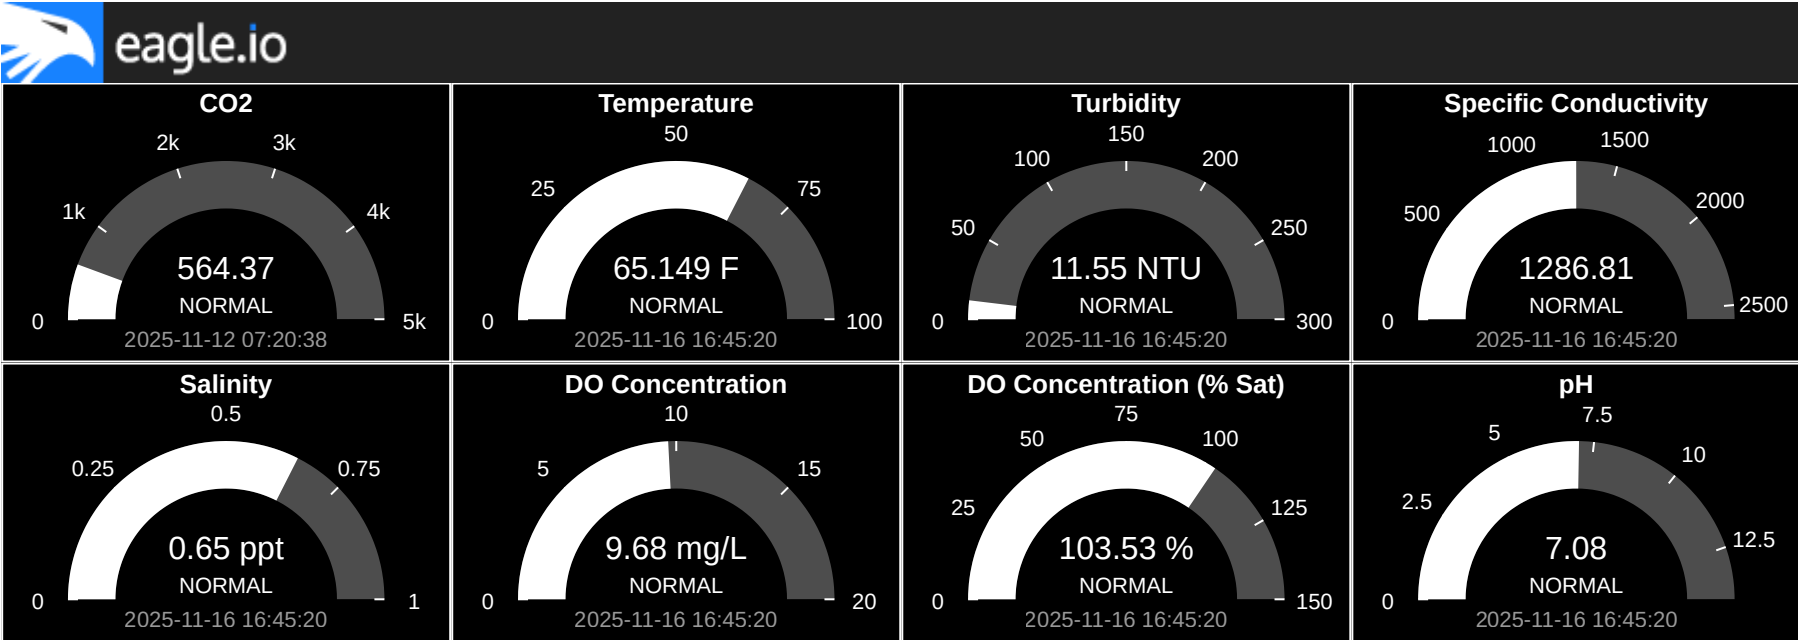 eagle.io
CO2
0
1k
2k
3k
4k
5k
564.37
NORMAL
2025-11-12 07:20:38
Temperature
0
25
50
75
100
65.149 F
NORMAL
2025-11-16 16:45:20
Turbidity
0
50
100
150
200
250
300
11.55 NTU
NORMAL
2025-11-16 16:45:20
Specific Conductivity
0
500
1000
1500
2000
2500
1286.81
NORMAL
2025-11-16 16:45:20
Salinity
0
0.25
0.5
0.75
1
0.65 ppt
NORMAL
2025-11-16 16:45:20
DO Concentration
0
5
10
15
20
9.68 mg/L
NORMAL
2025-11-16 16:45:20
DO Concentration (% Sat)
0
25
50
75
100
125
150
103.53 %
NORMAL
2025-11-16 16:45:20
pH
0
2.5
5
7.5
10
12.5
7.08
NORMAL
2025-11-16 16:45:20